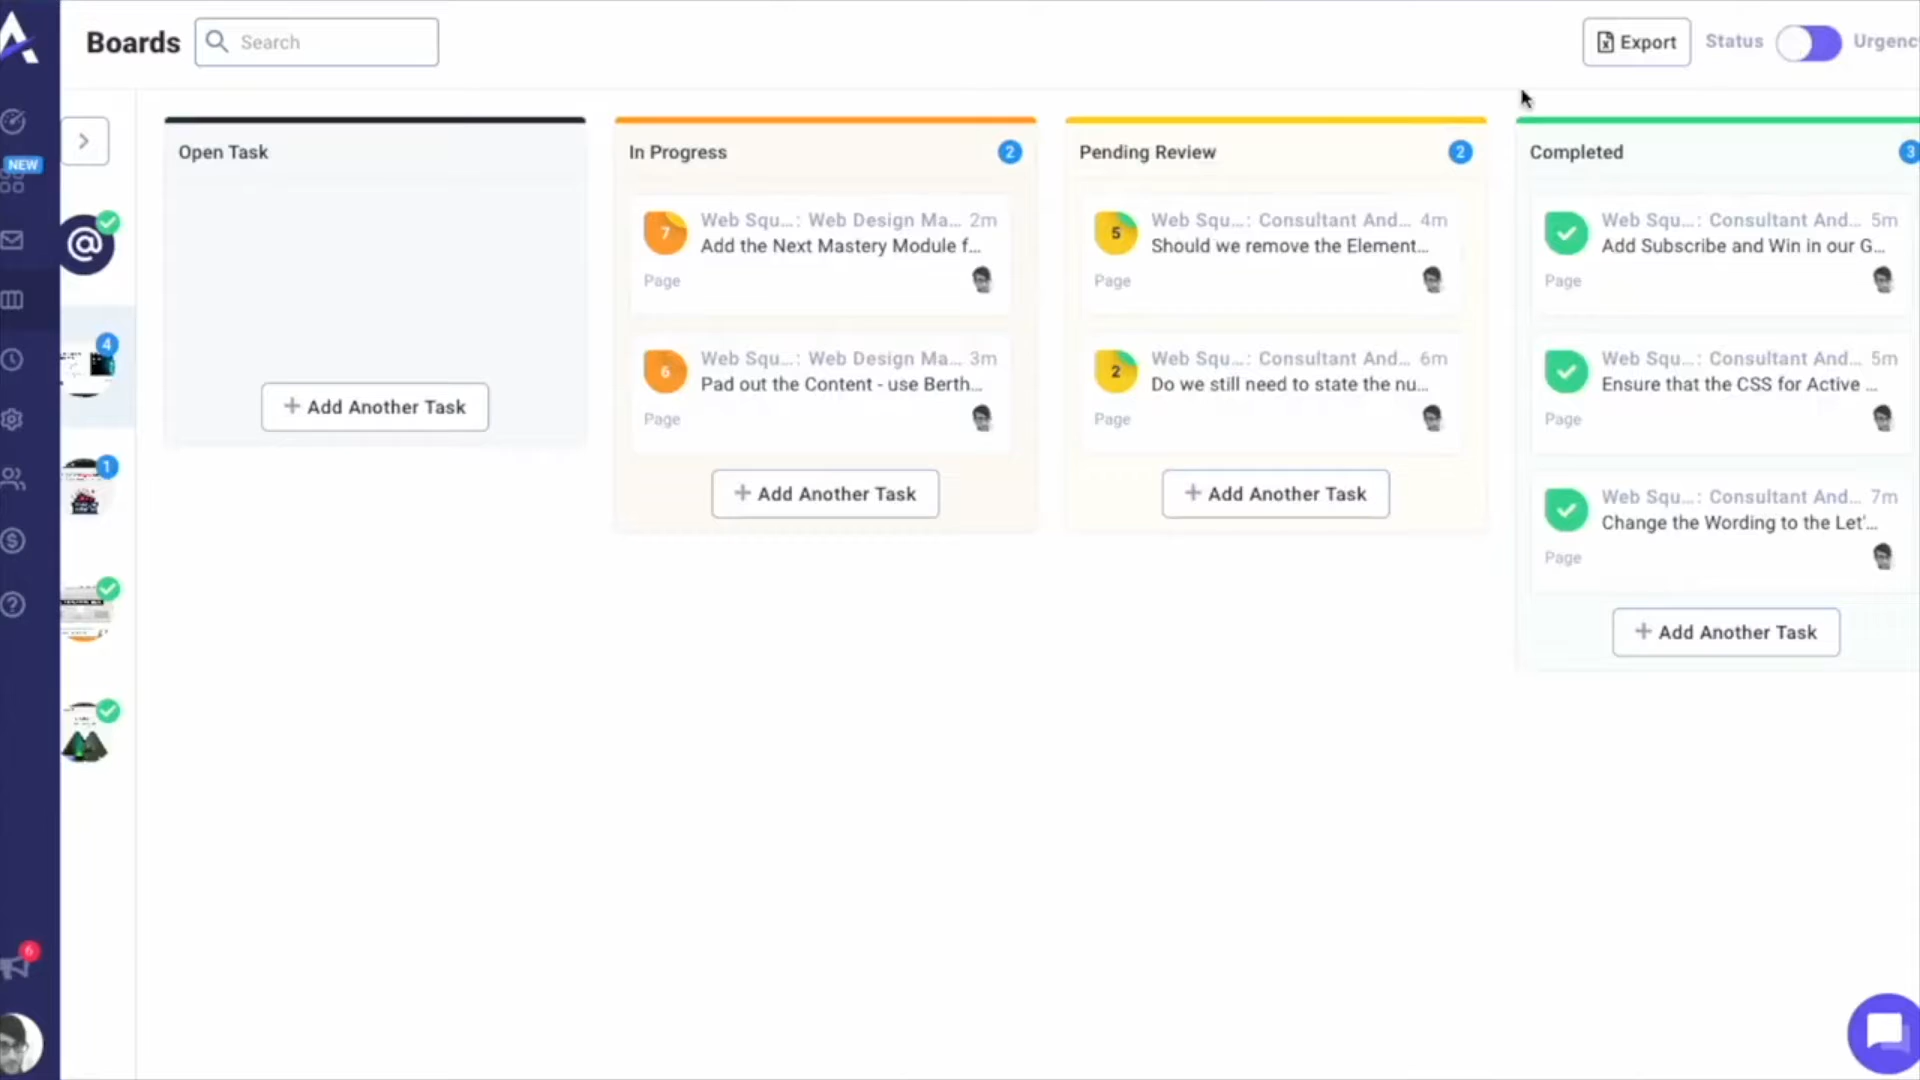 Boards
Search
Export
Status
Urgenc
NEW
Open Task
+ Add Another Task
In Progress
2
7
Web Squ...: Web Design Ma... 2m
Add the Next Mastery Module f...
Page
6
Web Squ...: Web Design Ma... 3m
Pad out the Content - use Berth...
Page
+ Add Another Task
Pending Review
2
5
Web Squ...: Consultant And... 4m
Should we remove the Element...
Page
2
Web Squ...: Consultant And... 6m
Do we still need to state the nu...
Page
+ Add Another Task
Completed
3
Web Squ...: Consultant And... 5m
Add Subscribe and Win in our G...
Page
Web Squ...: Consultant And... 5m
Ensure that the CSS for Active ...
Page
Web Squ...: Consultant And... 7m
Change the Wording to the Let'...
Page
+ Add Another Task
@
4
1
6